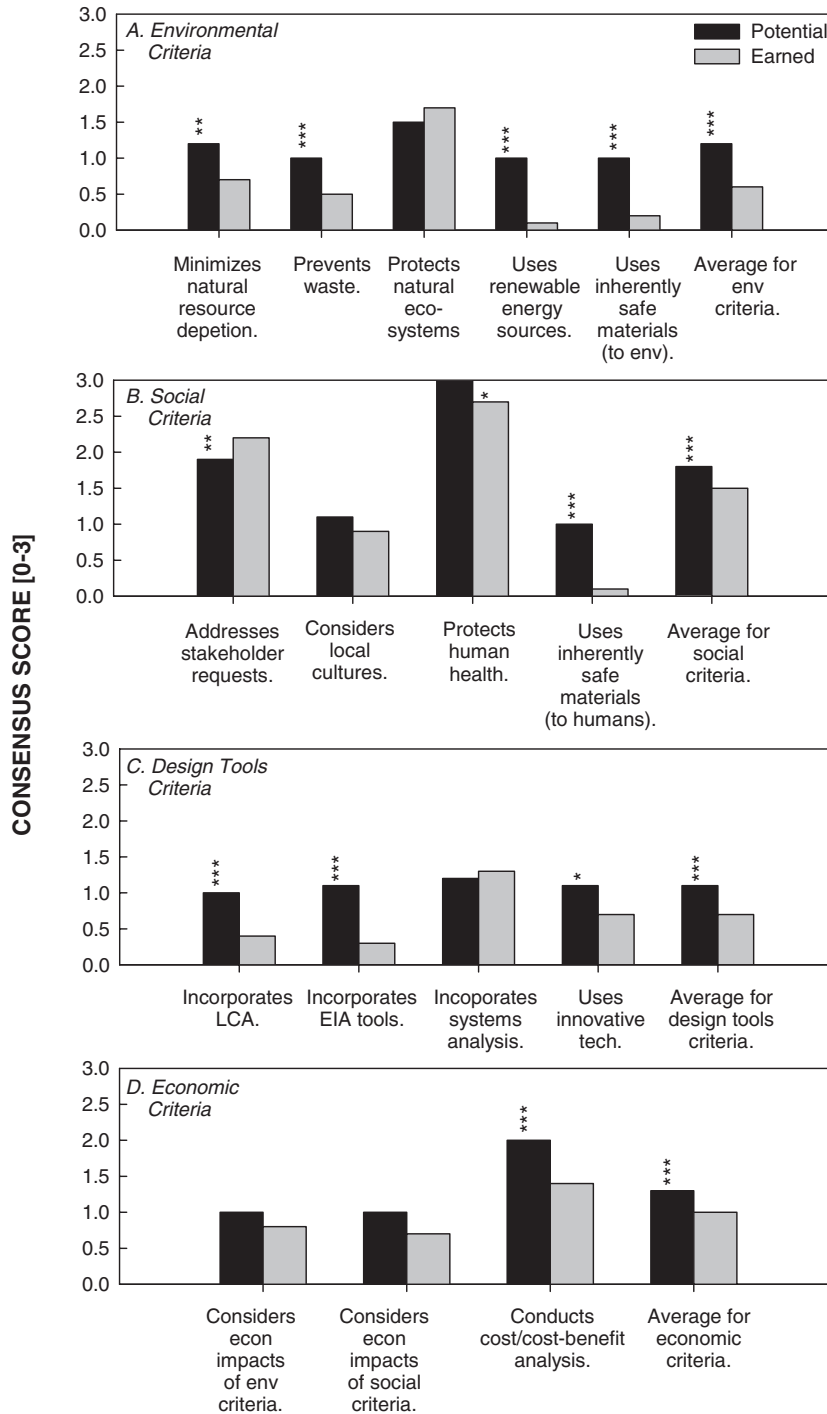 CONSENSUS SCORE [0-3]
A. Environmental
Criteria
Potential
Earned
3.0
2.5
2.0
1.5
1.0
0.5
0.0
**
***
***
***
***
Minimizes
natural
resource
depetion.
Prevents
waste.
Protects
natural
eco-
systems
Uses
renewable
energy
sources.
Uses
inherently
safe
materials
(to env).
Average for
env
criteria.
B. Social
Criteria
3.0
2.5
2.0
1.5
1.0
0.5
0.0
**
*
***
***
Addresses
stakeholder
requests.
Considers
local
cultures.
Protects
human
health.
Uses
inherently
safe
materials
(to humans).
Average for
social
criteria.
C. Design Tools
Criteria
3.0
2.5
2.0
1.5
1.0
0.5
0.0
***
***
*
***
Incorporates
LCA.
Incorporates
EIA tools.
Incoporates
systems
analysis.
Uses
innovative
tech.
Average for
design tools
criteria.
D. Economic
Criteria
3.0
2.5
2.0
1.5
1.0
0.5
0.0
***
***
Considers
econ
impacts
of env
criteria.
Considers
econ
impacts
of social
criteria.
Conducts
cost/cost-benefit
analysis.
Average for
economic
criteria.